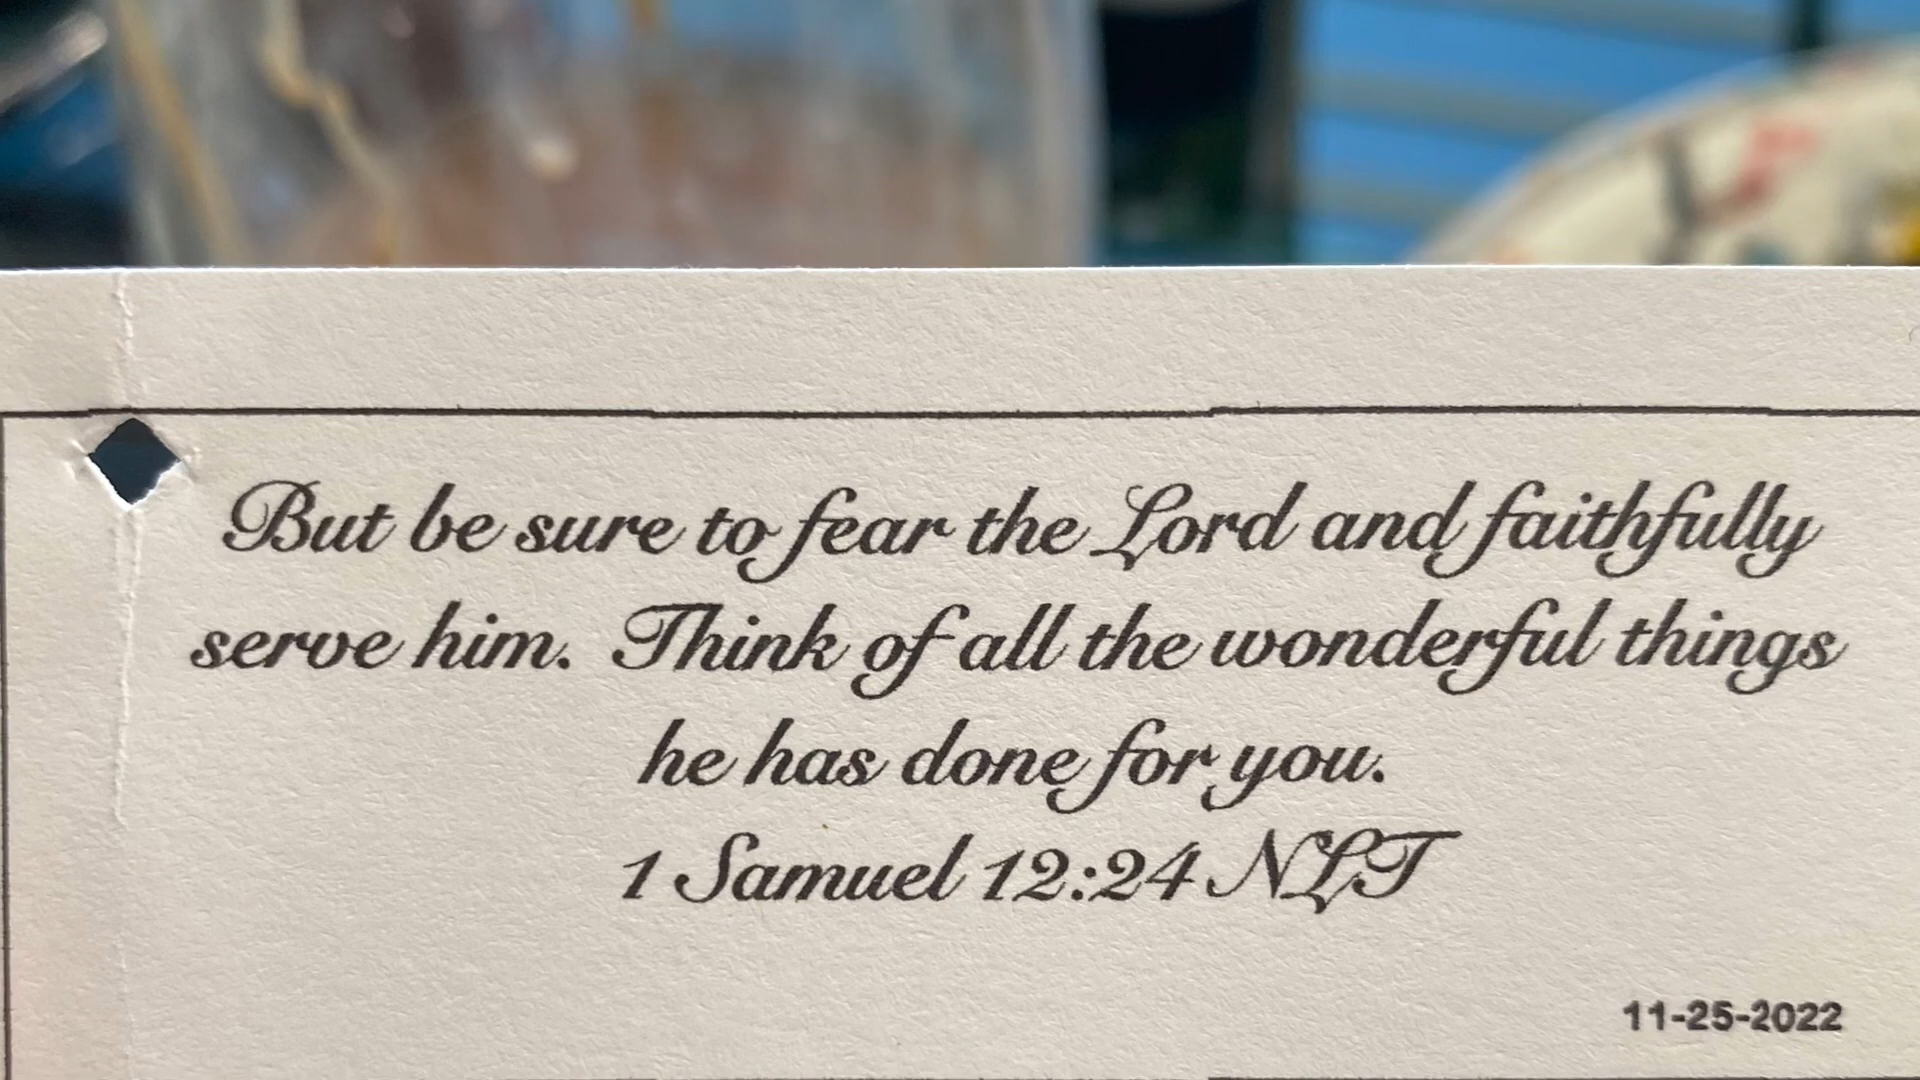 But be sure to fear the Lord and faithfully
serve him. Think of all the wonderful things
he has done for you.
1 Samuel 12:24 NLT
11-25-2022